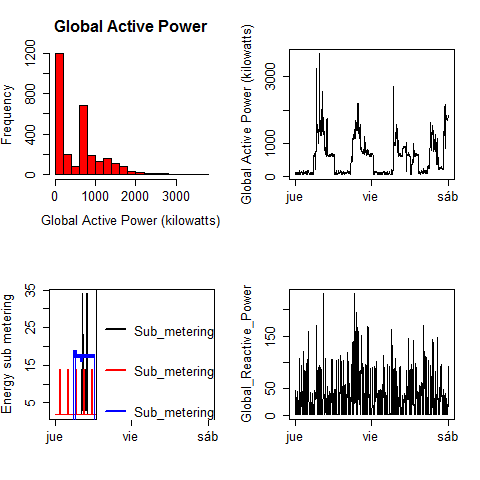 Global Active Power
Frequency
0 400 800 1200
0 1000 2000 3000
Global Active Power (kilowatts)
Global Active Power (kilowatts)
0 1000 3000
jue vie sáb
Energy sub metering
5 15 25 35
Sub_metering
Sub_metering
Sub_metering
jue vie sáb
Global_Reactive_Power
0 50 150
jue vie sáb